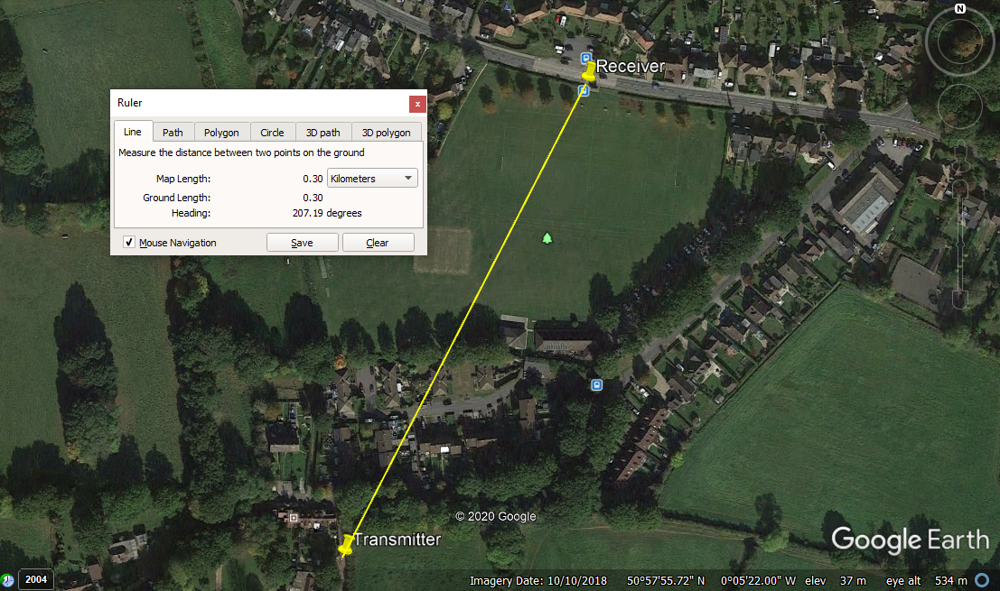 N
Receiver
Ruler
x
Line Path Polygon Circle 3D path 3D polygon
Measure the distance between two points on the ground
Map Length: 0.30 Kilometers
Ground Length: 0.30
Heading: 207.19 degrees
Mouse Navigation Save Clear
© 2020 Google
Transmitter
Google Earth
2004
Imagery Date: 10/10/2018 50°57'55.72" N 0°05'22.00" W elev 37 m eye alt 534 m